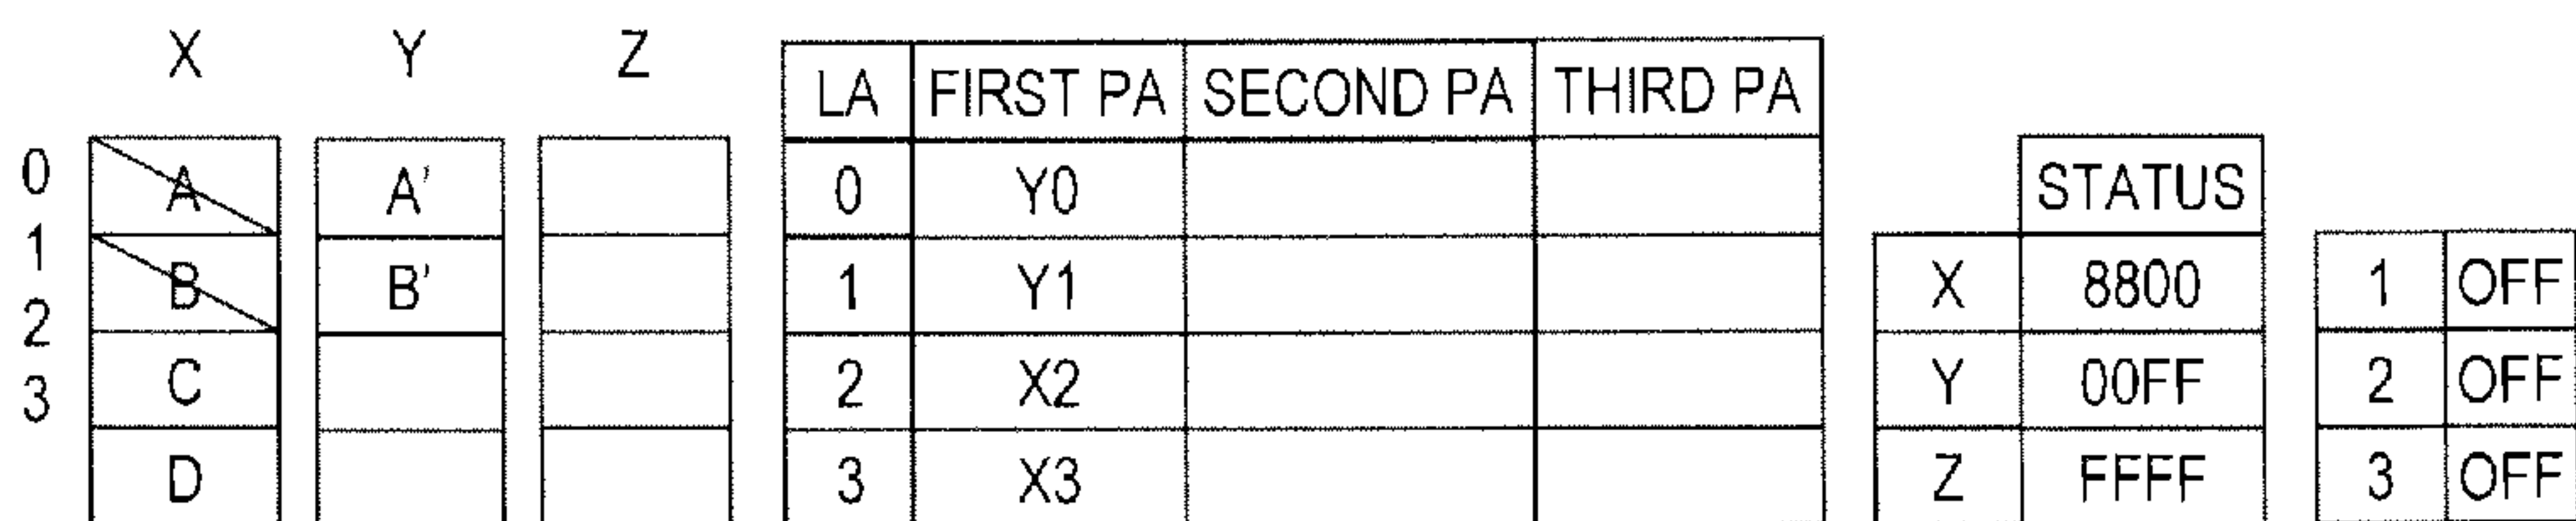 X Y Z
LA FIRST PA SECOND PA THIRD PA
0 A A' 0 Y0 STATUS
1 B B' 1 Y1 X 8800 1 OFF
2 C 2 X2 Y 00FF 2 OFF
3 D 3 X3 Z FFFF 3 OFF